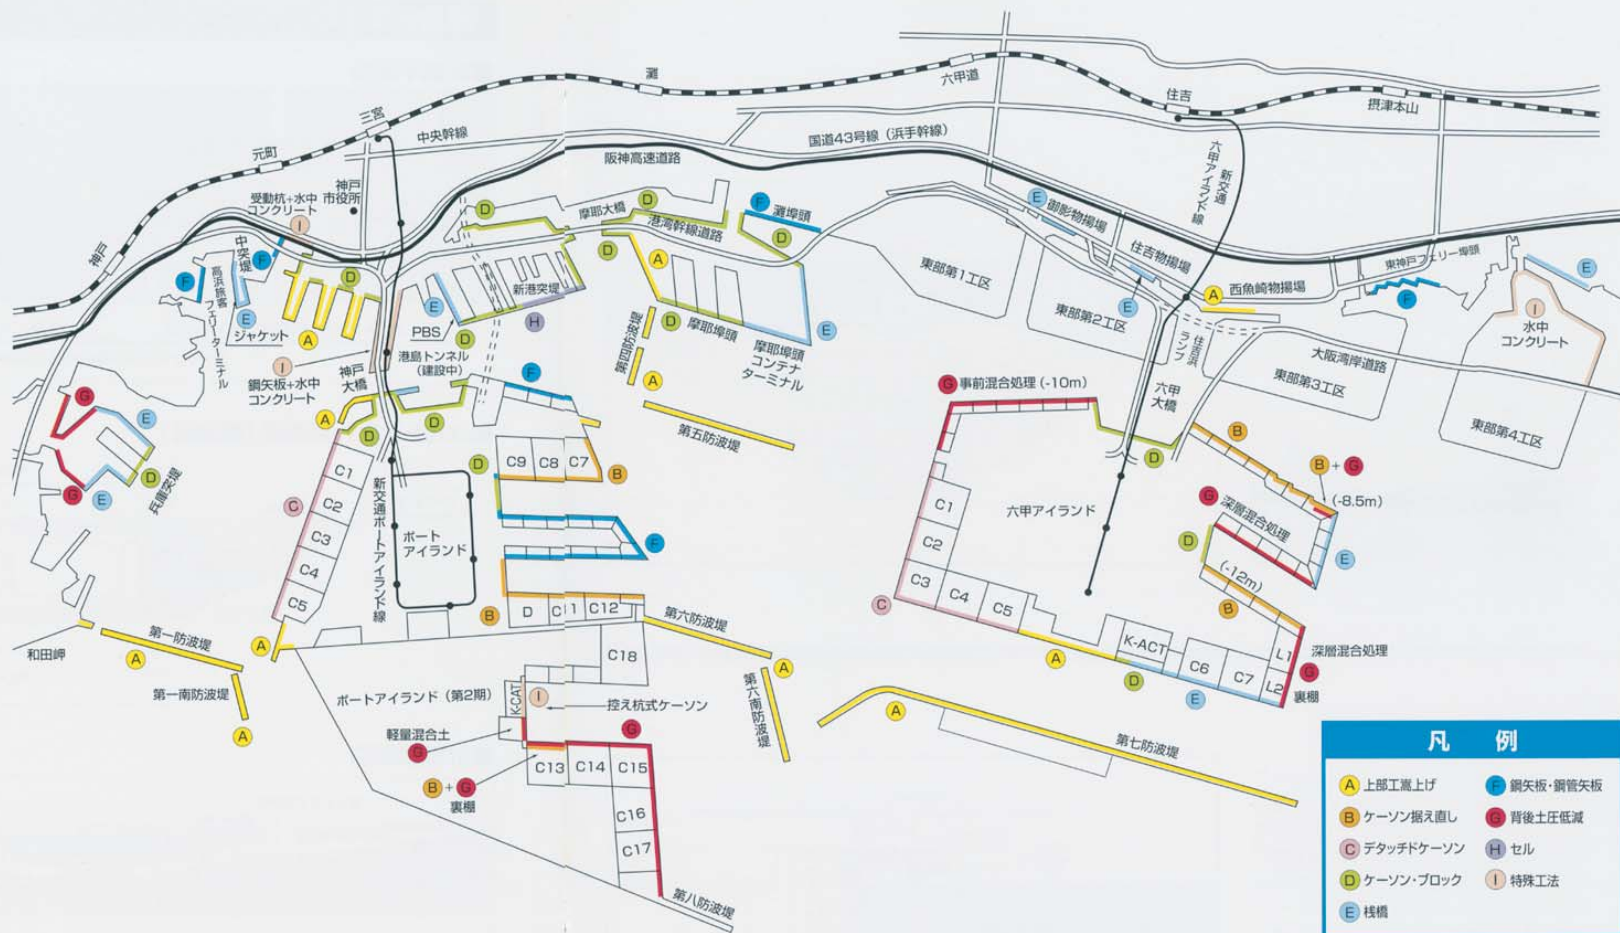 灘
六甲道
住吉
摂津本山
三宮
中央幹線
国道43号線（浜手幹線）
元町
阪神高速道路
六甲アイランド線
新交通
神戸
市役所
受動杭+水中
コンクリート
I
D
摩耶大橋
D
F
灘埠頭
E
御影物揚場
港湾幹線道路
D
D
神戸
中突堤
F
高浜旅客
フェリーターミナル
F
E
ジャケット
D
A
E
PBS
新港突堤
D
H
港島トンネル
（建設中）
A
D
摩耶埠頭
E
摩耶埠頭
コンテナ
ターミナル
第四防波堤
A
東部第1工区
住吉物揚場
E
東部第2工区
A
西魚崎物揚場
住吉浜
ランプ
東神戸フェリー埠頭
F
E
I
水中
コンクリート
大阪湾岸道路
東部第3工区
東部第4工区
I
鋼矢板+水中
コンクリート
神戸
大橋
A
D
D
F
第五防波堤
G
E
D
G
E
兵庫突堤
C1
C2
C3
C4
C5
C
新交通ポートアイランド線
ポート
アイランド
D
C9
C8
C7
B
F
B
D
C11
C12
第六防波堤
A
和田岬
第一防波堤
A
第一南防波堤
A
A
C18
第六南防波堤
ポートアイランド（第2期）
K-CAT
I
控え杭式ケーソン
軽量混合土
G
G
B
+
G
裏棚
C13
C14
C15
C16
C17
第八防波堤
G
事前混合処理 (-10m)
六甲
大橋
D
B
B
+
G
(-8.5m)
G
深層混合処理
E
C1
六甲アイランド
C2
D
C3
C4
C5
C
(-12m)
B
A
K-ACT
D
C6
E
C7
L1
L2
深層混合処理
G
裏棚
A
第七防波堤
凡 例
A 上部工嵩上げ
B ケーソン据え直し
C デタッチドケーソン
D ケーソン・ブロック
E 桟橋
F 鋼矢板・鋼管矢板
G 背後土圧低減
H セル
I 特殊工法